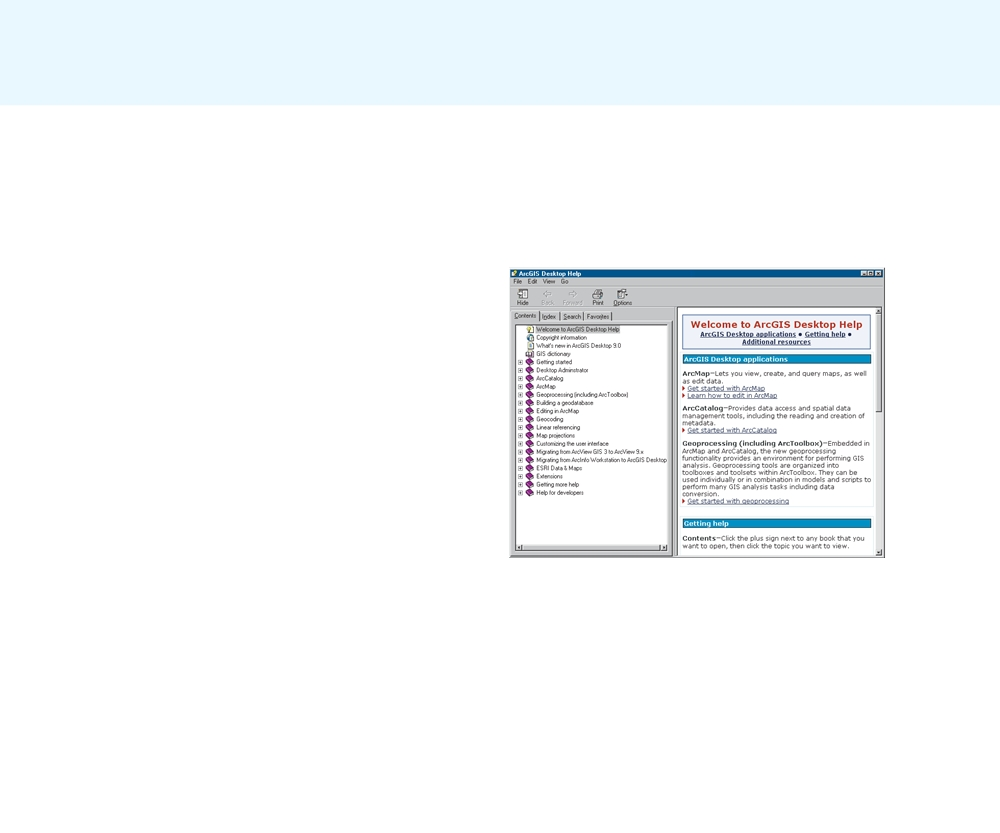 ArcGIS Desktop Help
File Edit View Go
Hide Back Forward Print Options
Contents Index Search Favorites
Welcome to ArcGIS Desktop Help
Copyright information
What's new in ArcGIS Desktop 9.0
GIS dictionary
Getting started
Desktop Administrator
ArcCatalog
ArcMap
Geoprocessing (including ArcToolbox)
Building a geodatabase
Editing in ArcMap
Geocoding
Linear referencing
Map projections
Customizing the user interface
Migrating from ArcView GIS 3 to ArcView 9.x
Migrating from ArcInfo Workstation to ArcGIS Desktop
ESRI Data & Maps
Extensions
Getting more help
Help for developers
Welcome to ArcGIS Desktop Help
ArcGIS Desktop applications • Getting help •
Additional resources
ArcGIS Desktop applications
ArcMap–Lets you view, create, and query maps, as well
as edit data.
Get started with ArcMap
Learn how to edit in ArcMap
ArcCatalog–Provides data access and spatial data
management tools, including the reading and creation of
metadata.
Get started with ArcCatalog
Geoprocessing (including ArcToolbox)–Embedded in
ArcMap and ArcCatalog, the new geoprocessing
functionality provides an environment for performing GIS
analysis. Geoprocessing tools are organized into
toolboxes and toolsets within ArcToolbox. They can be
used individually or in combination in models and scripts to
perform many GIS analysis tasks including data
conversion.
Get started with geoprocessing
Getting help
Contents–Click the plus sign next to any book that you
want to open, then click the topic you want to view.